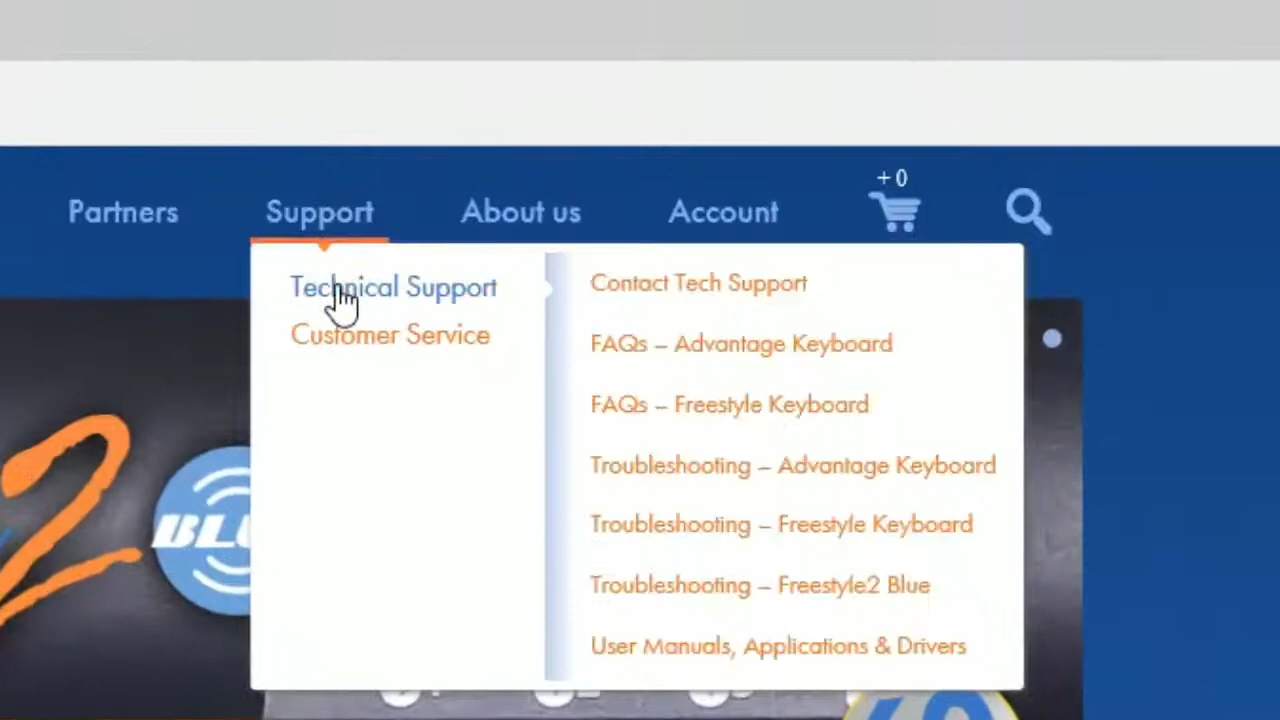 +0
Partners
Support
About us
Account
Technical Support
Customer Service
Contact Tech Support
FAQs – Advantage Keyboard
FAQs – Freestyle Keyboard
Troubleshooting – Advantage Keyboard
Troubleshooting – Freestyle Keyboard
Troubleshooting – Freestyle2 Blue
User Manuals, Applications & Drivers
2